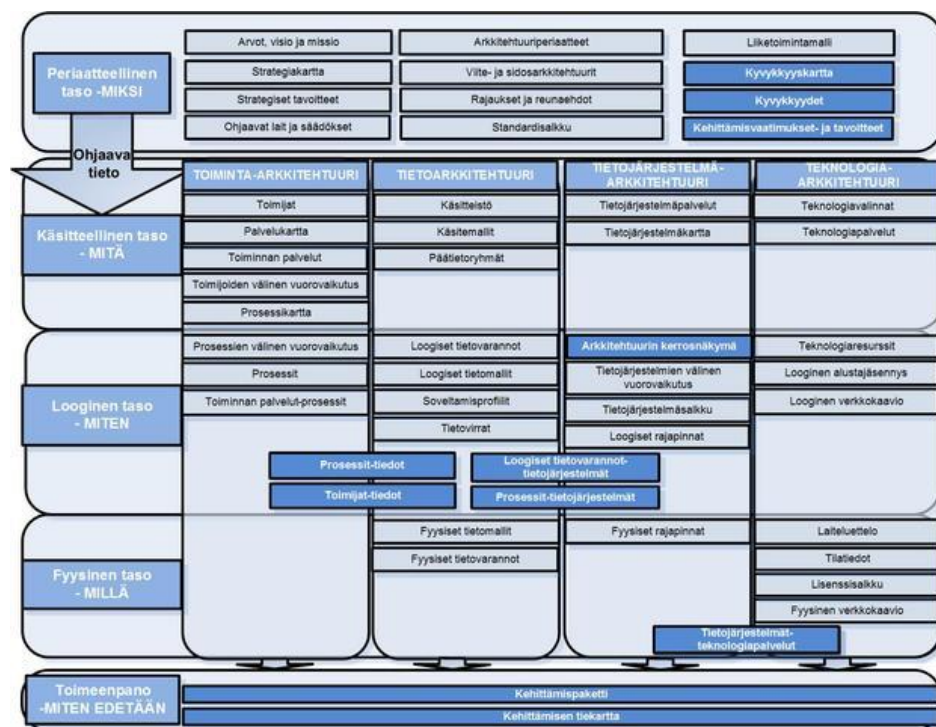 Periaatteellinen
taso -MIKSI
Arvot, visio ja missio
Strategiakartta
Strategiset tavoitteet
Ohjaavat lait ja säädökset
Arkkitehtuuriperiaatteet
Viite- ja sidosarkkitehtuurit
Rajaukset ja reunaehdot
Standardisalkku
Liiketoimintamalli
Kyvykkyyskartta
Kyvykkyydet
Kehittämisvaatimukset- ja tavoitteet
Ohjaava
tieto
TOIMINTA-ARKKITEHTUURI
TIETOARKKITEHTUURI
TIETOJÄRJESTELMÄ-
ARKKITEHTUURI
TEKNOLOGIA-
ARKKITEHTUURI
Käsitteellinen taso
- MITÄ
Toimijat
Palvelukartta
Toiminnan palvelut
Toimijoiden välinen vuorovaikutus
Prosessikartta
Käsitteistö
Käsitemallit
Päätietoryhmät
Tietojärjestelmäpalvelut
Tietojärjestelmäkartta
Teknologiavalinnat
Teknologiapalvelut
Looginen taso
- MITEN
Prosessien välinen vuorovaikutus
Prosessit
Toiminnan palvelut-prosessit
Loogiset tietovarannot
Loogiset tietomallit
Soveltamisprofiilit
Tietovirrat
Arkkitehtuurin kerrosnäkymä
Tietojärjestelmien välinen
vuorovaikutus
Tietojärjestelmäsalkku
Loogiset rajapinnat
Teknologiaresurssit
Looginen alustajäsennys
Looginen verkkokaavio
Prosessit-tiedot
Toimijat-tiedot
Loogiset tietovarannot-
tietojärjestelmät
Prosessit-tietojärjestelmät
Fyysinen taso
- MILLÄ
Fyysiset tietomallit
Fyysiset tietovarannot
Fyysiset rajapinnat
Laiteluettelo
Tilatiedot
Lisenssisalkku
Fyysinen verkkokaavio
Tietojärjestelmät-
teknologiapalvelut
Toimeenpano
-MITEN EDETÄÄN
Kehittämispaketti
Kehittämisen tiekartta